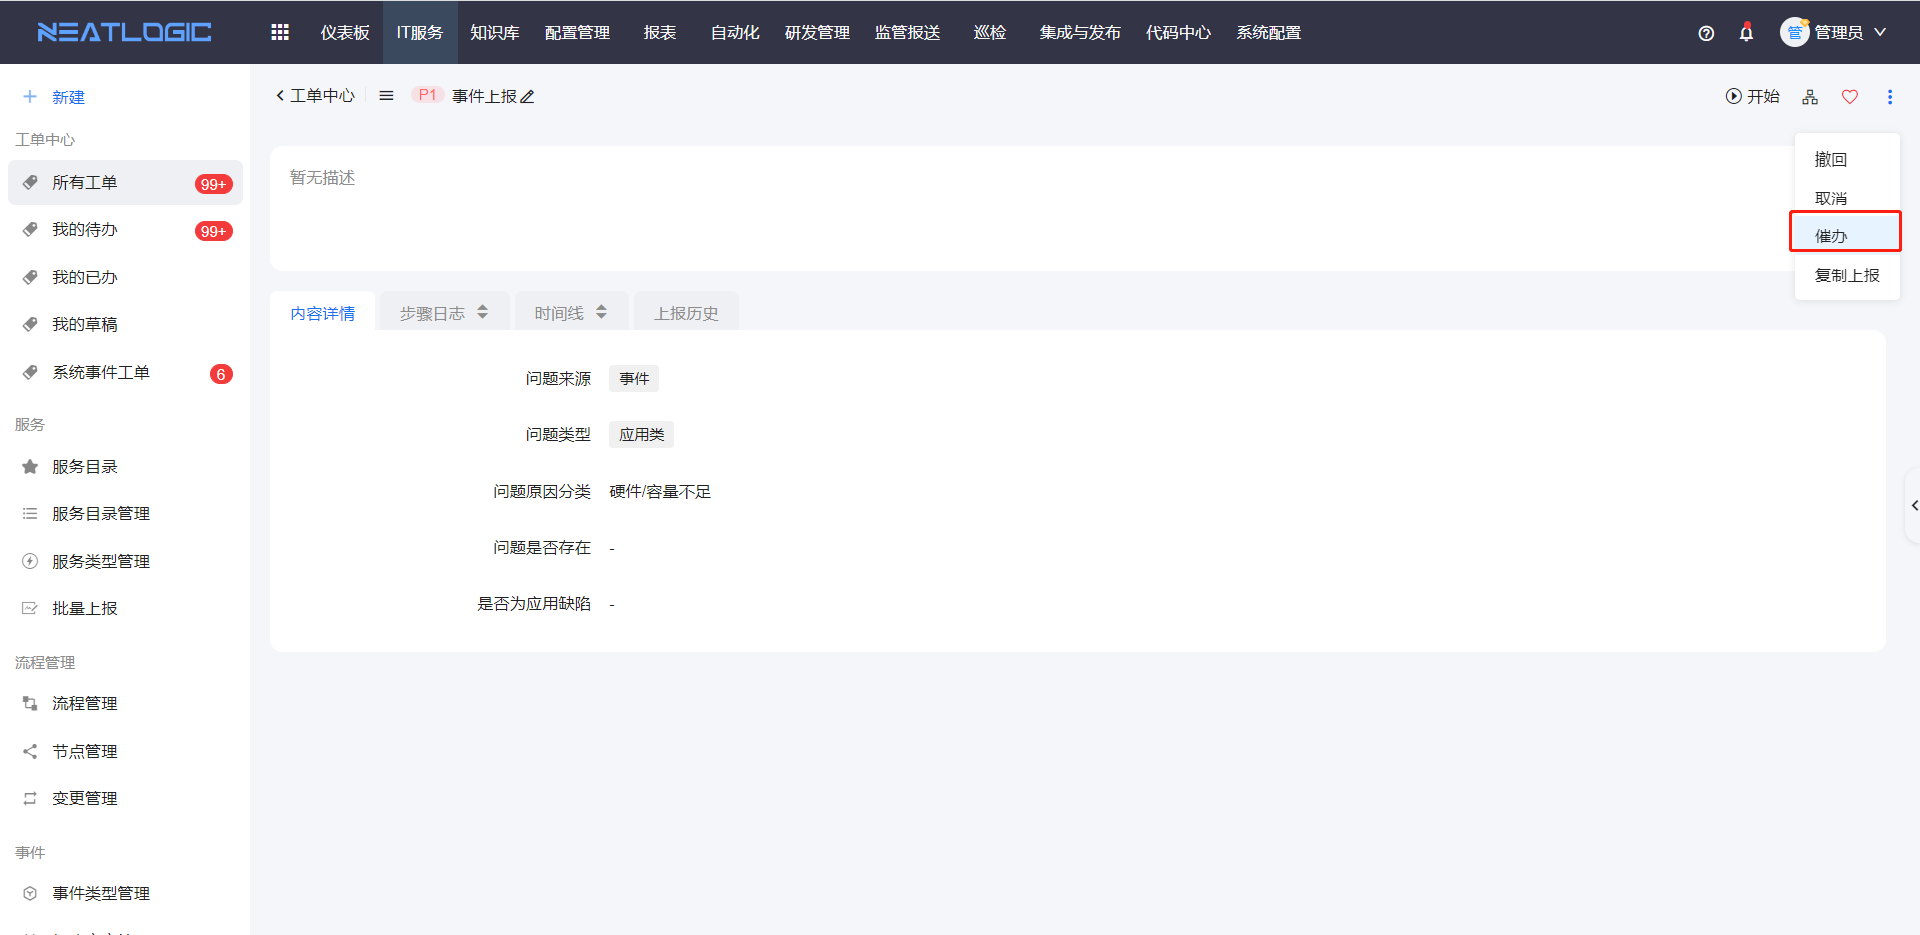 NEATLOGIC
仪表板
IT服务
知识库
配置管理
报表
自动化
研发管理
监管报送
巡检
集成与发布
代码中心
系统配置
管 管理员
新建
工单中心
所有工单 99+
我的待办 99+
我的已办
我的草稿
系统事件工单 6
服务
服务目录
服务目录管理
服务类型管理
批量上报
流程管理
流程管理
节点管理
变更管理
事件
事件类型管理
工单中心
P1 事件上报
开始
撤回
取消
催办
复制上报
暂无描述
内容详情
步骤日志
时间线
上报历史
问题来源 事件
问题类型 应用类
问题原因分类 硬件/容量不足
问题是否存在 -
是否为应用缺陷 -